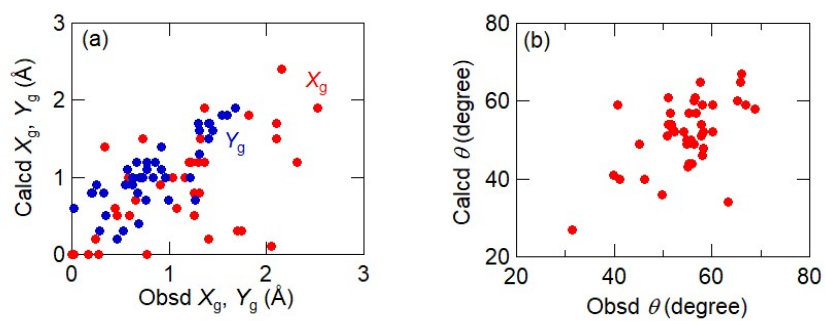 (a)
3
2
1
0
0
1
2
3
Calcd Xg, Yg (Å)
Obsd Xg, Yg (Å)
Xg
Yg
(b)
80
60
40
20
20
40
60
80
Calcd θ (degree)
Obsd θ (degree)